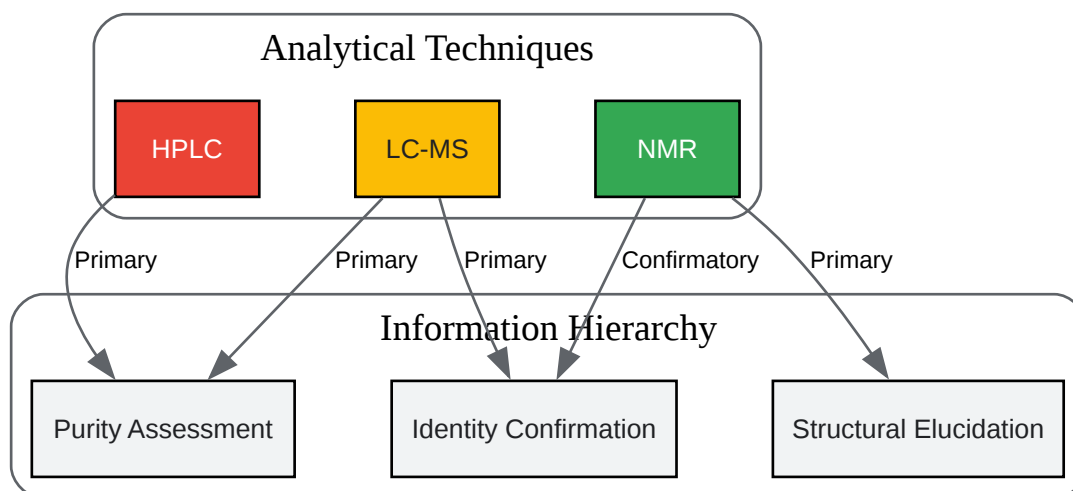 Analytical Techniques
HPLC
LC-MS
NMR
Primary
Primary
Primary
Confirmatory
Primary
Information Hierarchy
Purity Assessment
Identity Confirmation
Structural Elucidation